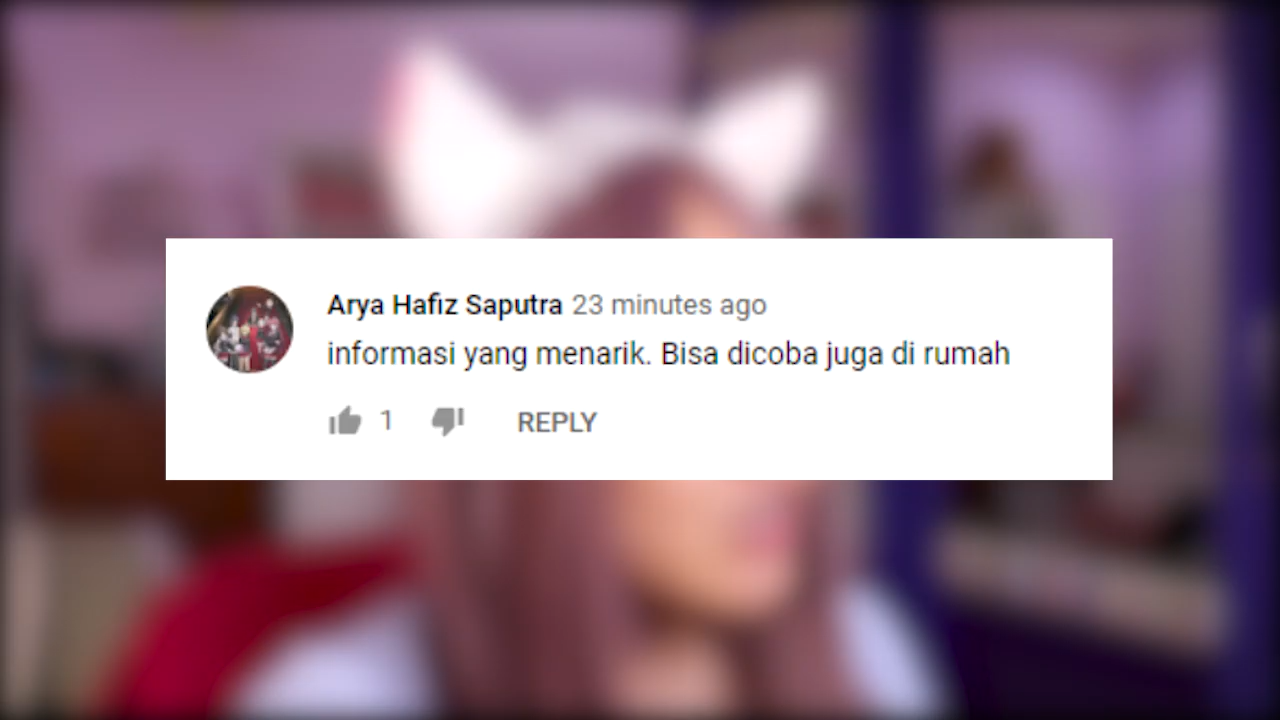 Arya Hafiz Saputra 23 minutes ago
informasi yang menarik. Bisa dicoba juga di rumah
1 REPLY